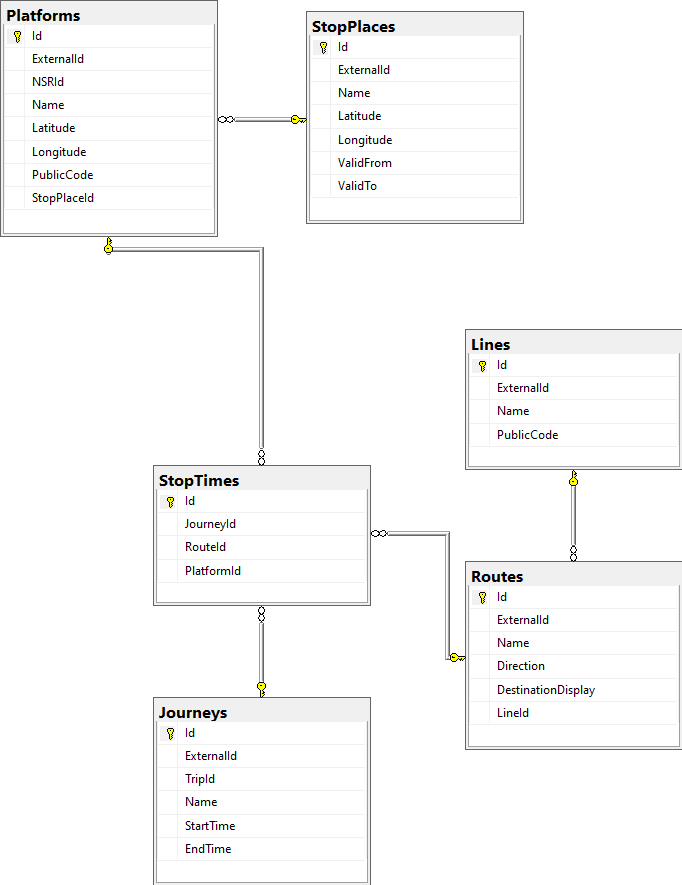 Platforms
Id
ExternalId
NSRId
Name
Latitude
Longitude
PublicCode
StopPlaceId
StopPlaces
Id
ExternalId
Name
Latitude
Longitude
ValidFrom
ValidTo
Lines
Id
ExternalId
Name
PublicCode
StopTimes
Id
JourneyId
RouteId
PlatformId
Routes
Id
ExternalId
Name
Direction
DestinationDisplay
LineId
Journeys
Id
ExternalId
TripId
Name
StartTime
EndTime